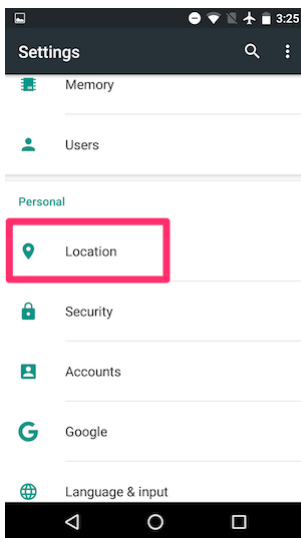 3:25
Settings
Memory
Users
Personal
Location
Security
Accounts
Google
Language & input